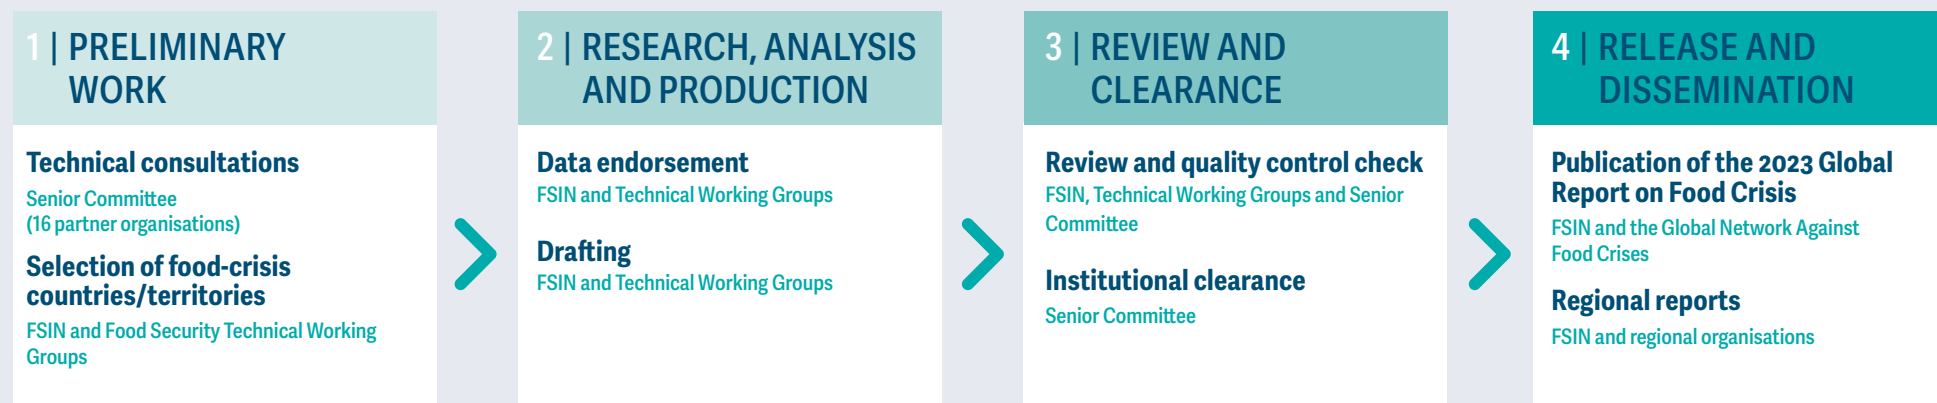 1 | PRELIMINARY
WORK
Technical consultations
Senior Committee
(16 partner organisations)
Selection of food-crisis
countries/territories
FSIN and Food Security Technical Working
Groups
2 | RESEARCH, ANALYSIS
AND PRODUCTION
Data endorsement
FSIN and Technical Working Groups
Drafting
FSIN and Technical Working Groups
3 | REVIEW AND
CLEARANCE
Review and quality control check
FSIN, Technical Working Groups and Senior
Committee
Institutional clearance
Senior Committee
4 | RELEASE AND
DISSEMINATION
Publication of the 2023 Global
Report on Food Crisis
FSIN and the Global Network Against
Food Crises
Regional reports
FSIN and regional organisations